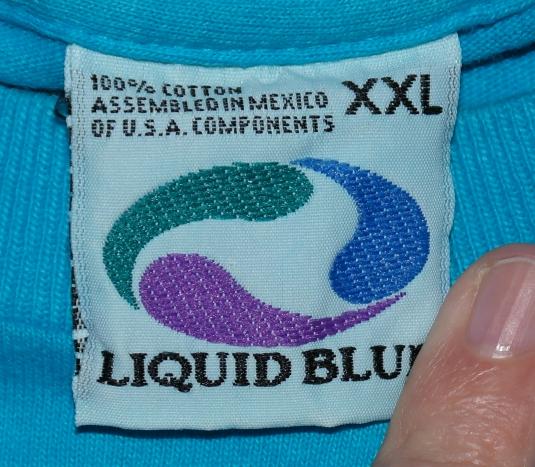 100% COTTON
ASSEMBLED IN MEXICO
OF U.S.A. COMPONENTS
XXL
LIQUID BLU